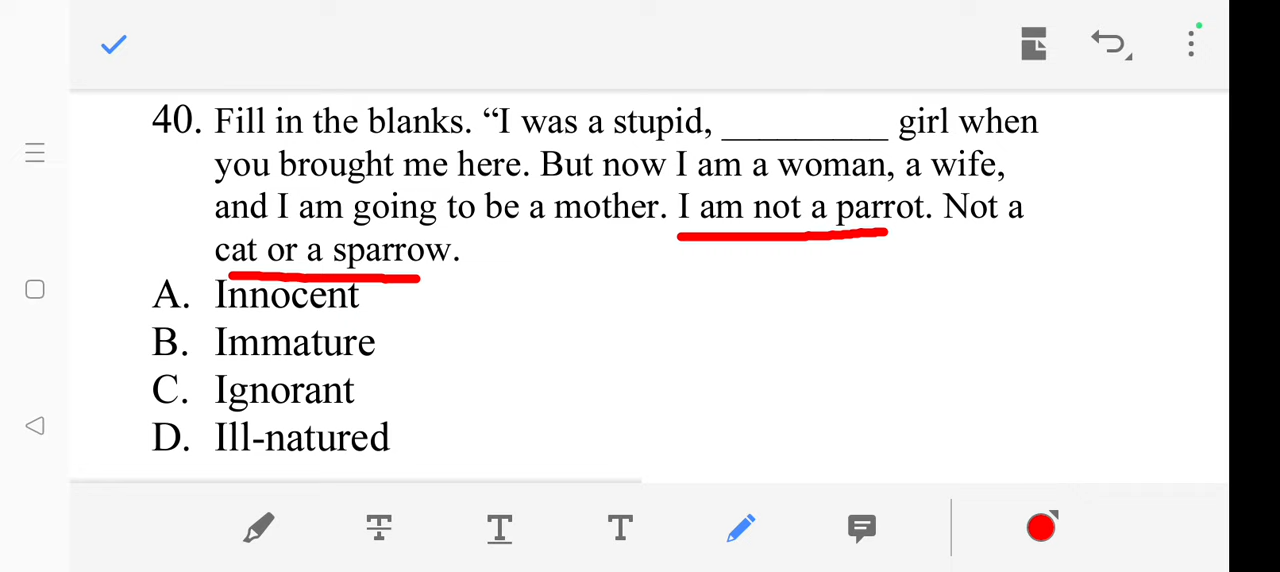 40. Fill in the blanks. “I was a stupid, _________ girl when
you brought me here. But now I am a woman, a wife,
and I am going to be a mother. I am not a parrot. Not a
cat or a sparrow.
A. Innocent
B. Immature
C. Ignorant
D. Ill-natured